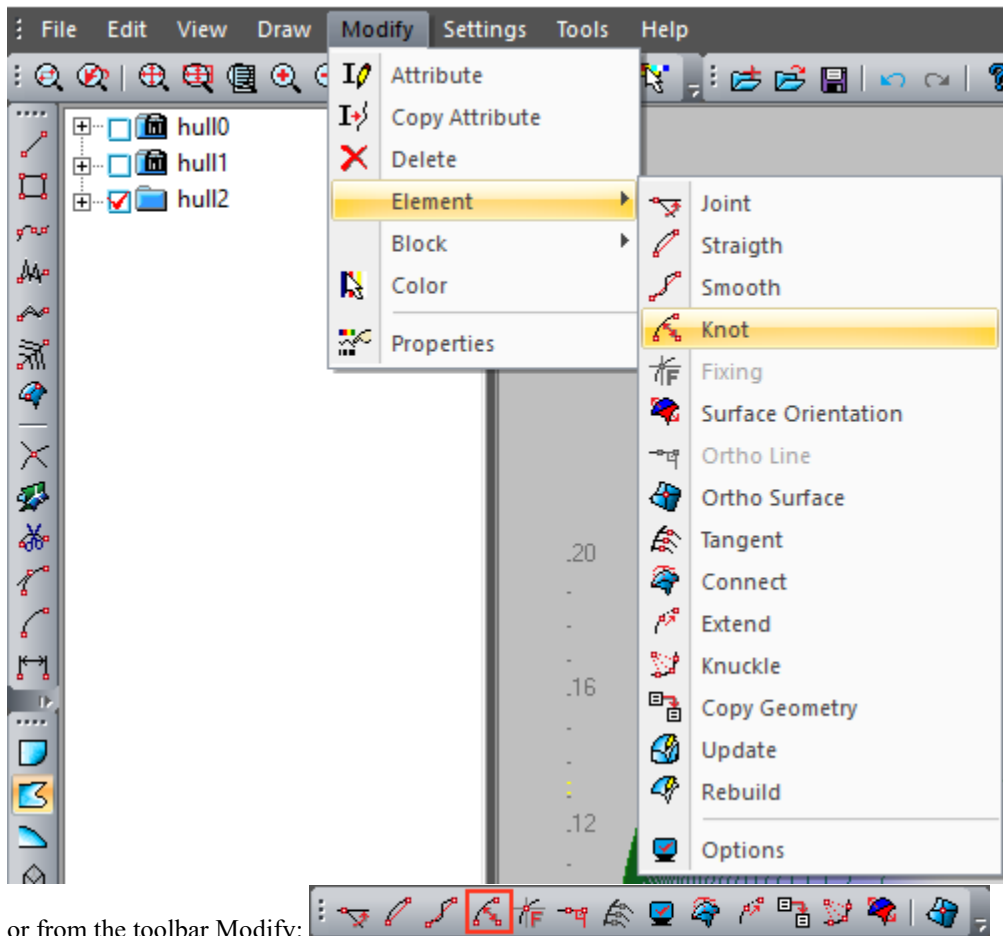 File Edit View Draw Modify Settings Tools Help
Attribute
Copy Attribute
Delete
Element
Block
Color
Properties
hull0
hull1
hull2
Joint
Straigth
Smooth
Knot
Fixing
Surface Orientation
Ortho Line
Ortho Surface
Tangent
Connect
Extend
Knuckle
Copy Geometry
Update
Rebuild
Options
.20
.16
.12
or from the toolbar Modify: